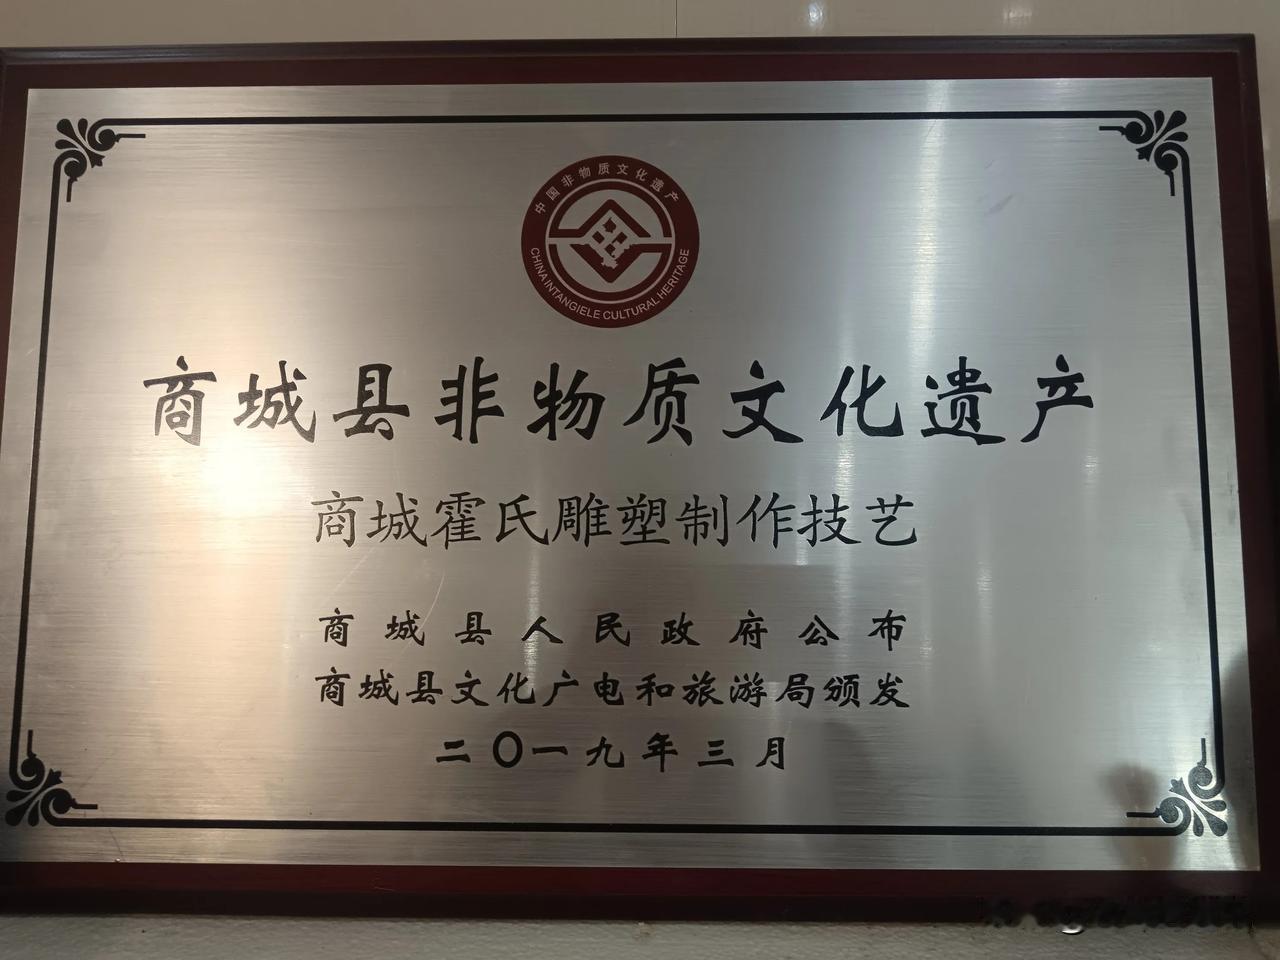 中国非物质文化遗产
CHINA INTANGIELE CULTURAL HERITAGE
商城县非物质文化遗产
商城霍氏雕塑制作技艺
商城县人民政府公布
商城县文化广电和旅游局颁发
二〇一九年三月